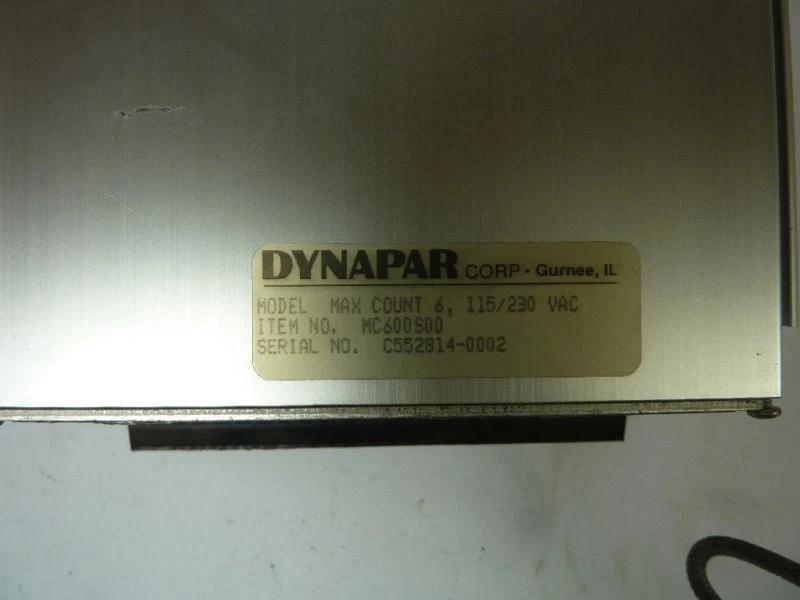 DYNAPAR CORP · Gurnee, IL
MODEL MAX COUNT 6, 115/230 VAC
ITEM NO. MC600S00
SERIAL NO. C552814-0002